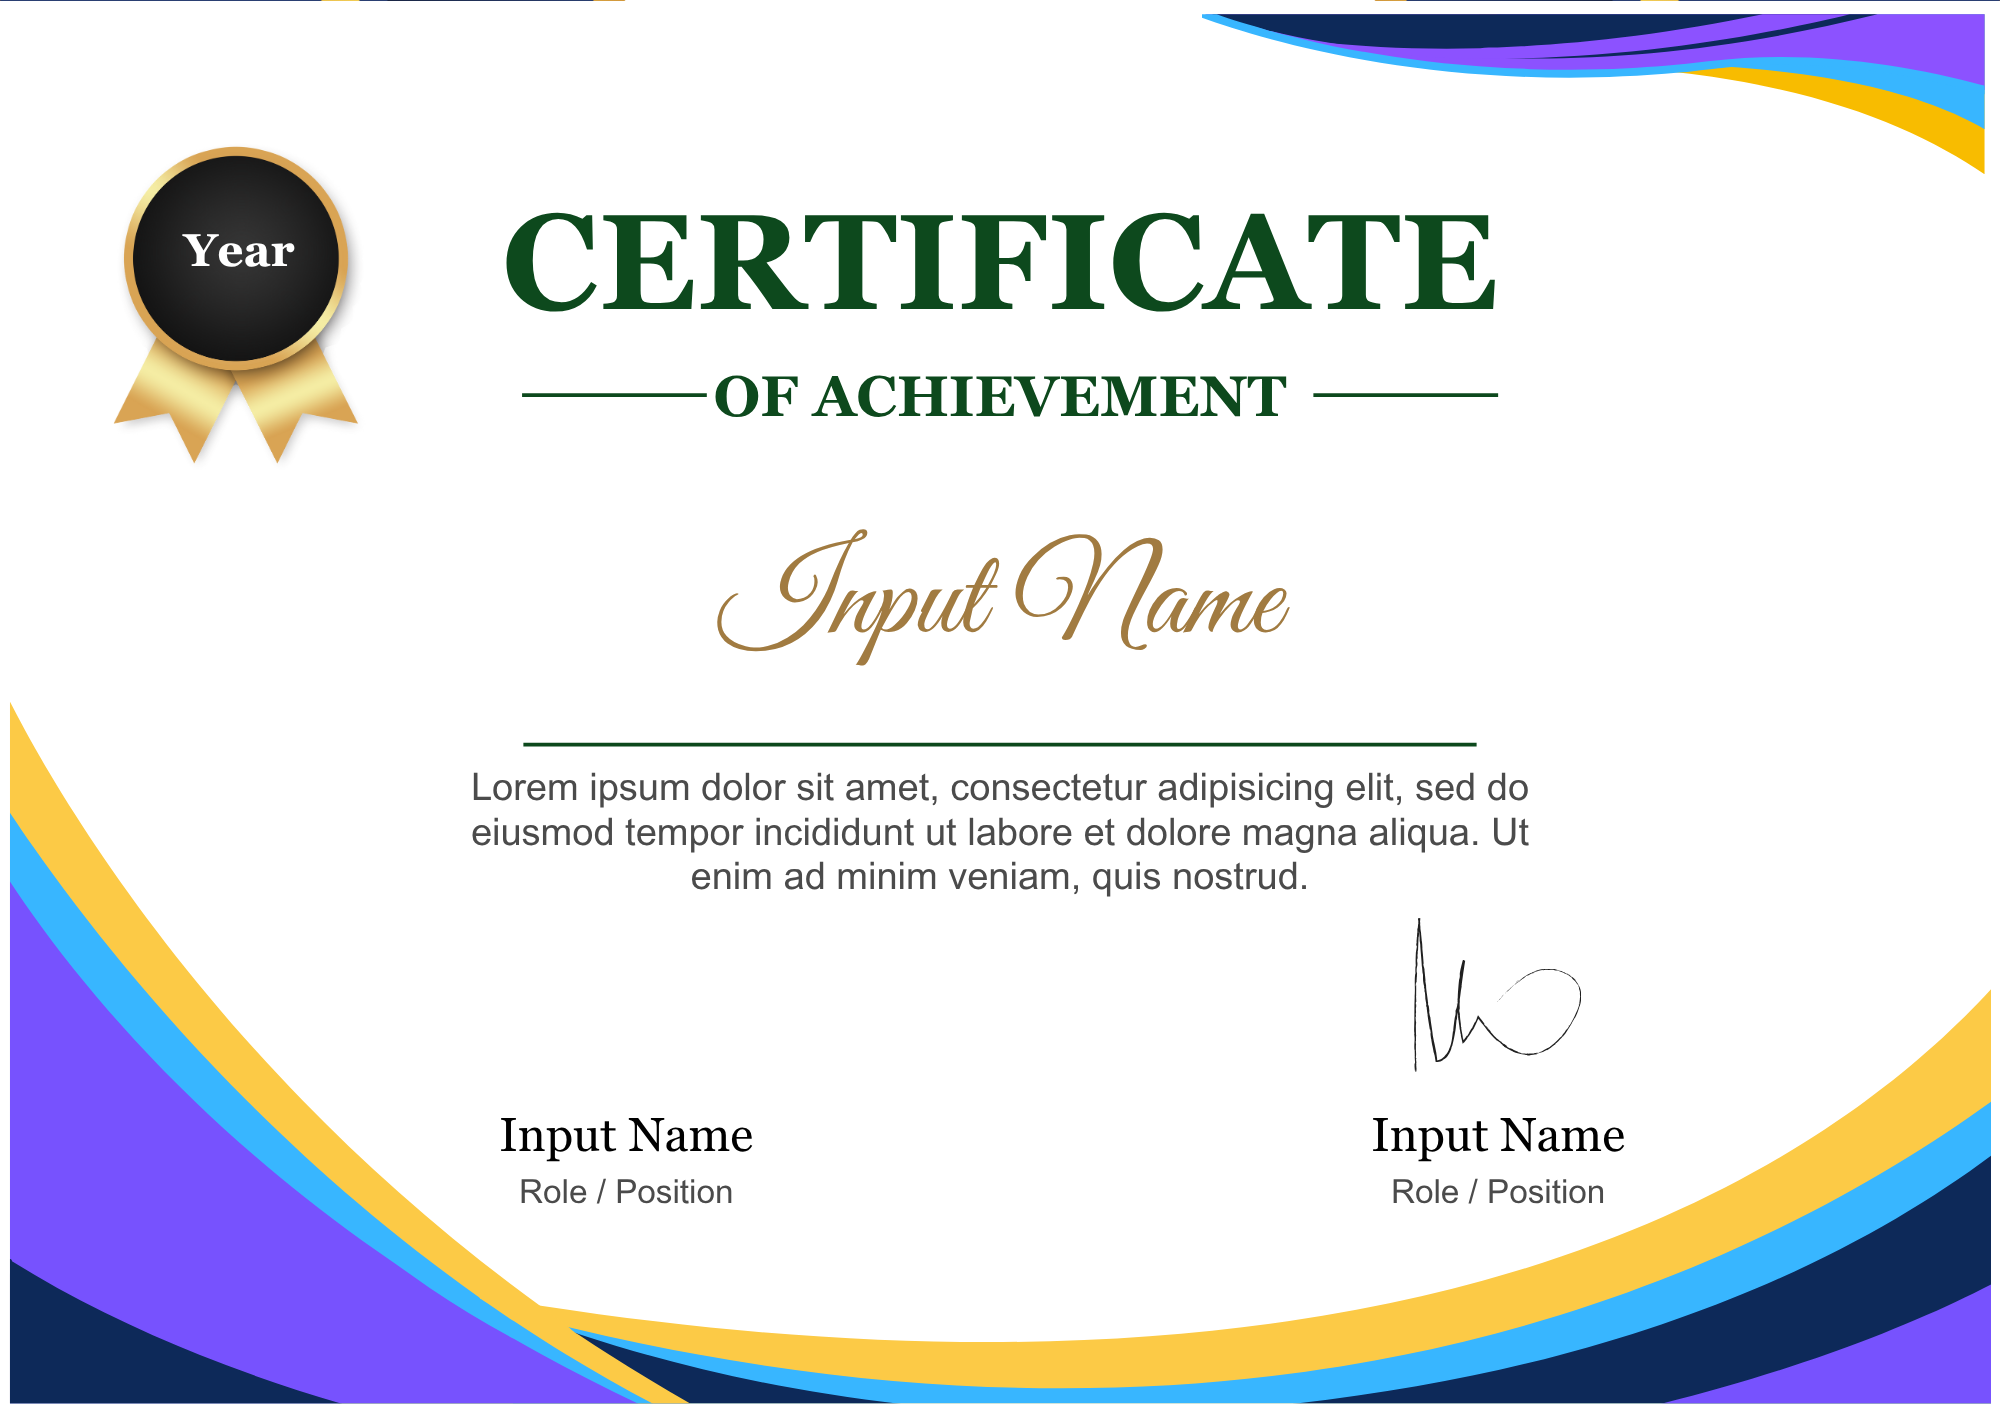 Year
CERTIFICATE
OF ACHIEVEMENT
Input Name
Lorem ipsum dolor sit amet, consectetur adipisicing elit, sed do
eiusmod tempor incididunt ut labore et dolore magna aliqua. Ut
enim ad minim veniam, quis nostrud.
Input Name
Role / Position
Input Name
Role / Position